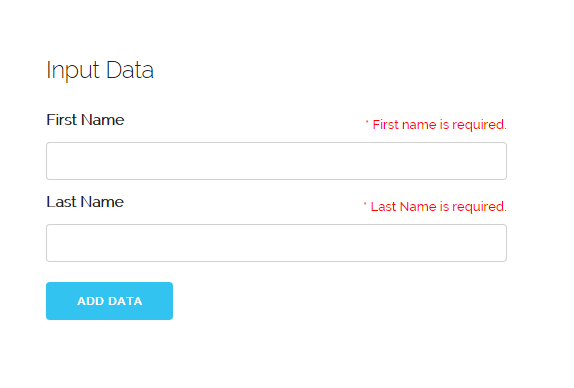 Input Data
First Name
* First name is required.
Last Name
* Last Name is required.
ADD DATA